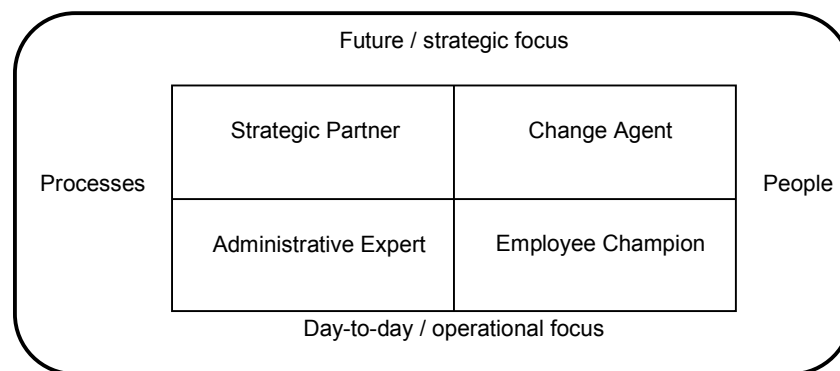 Future / strategic focus
Strategic Partner
Change Agent
Processes
People
Administrative Expert
Employee Champion
Day-to-day / operational focus